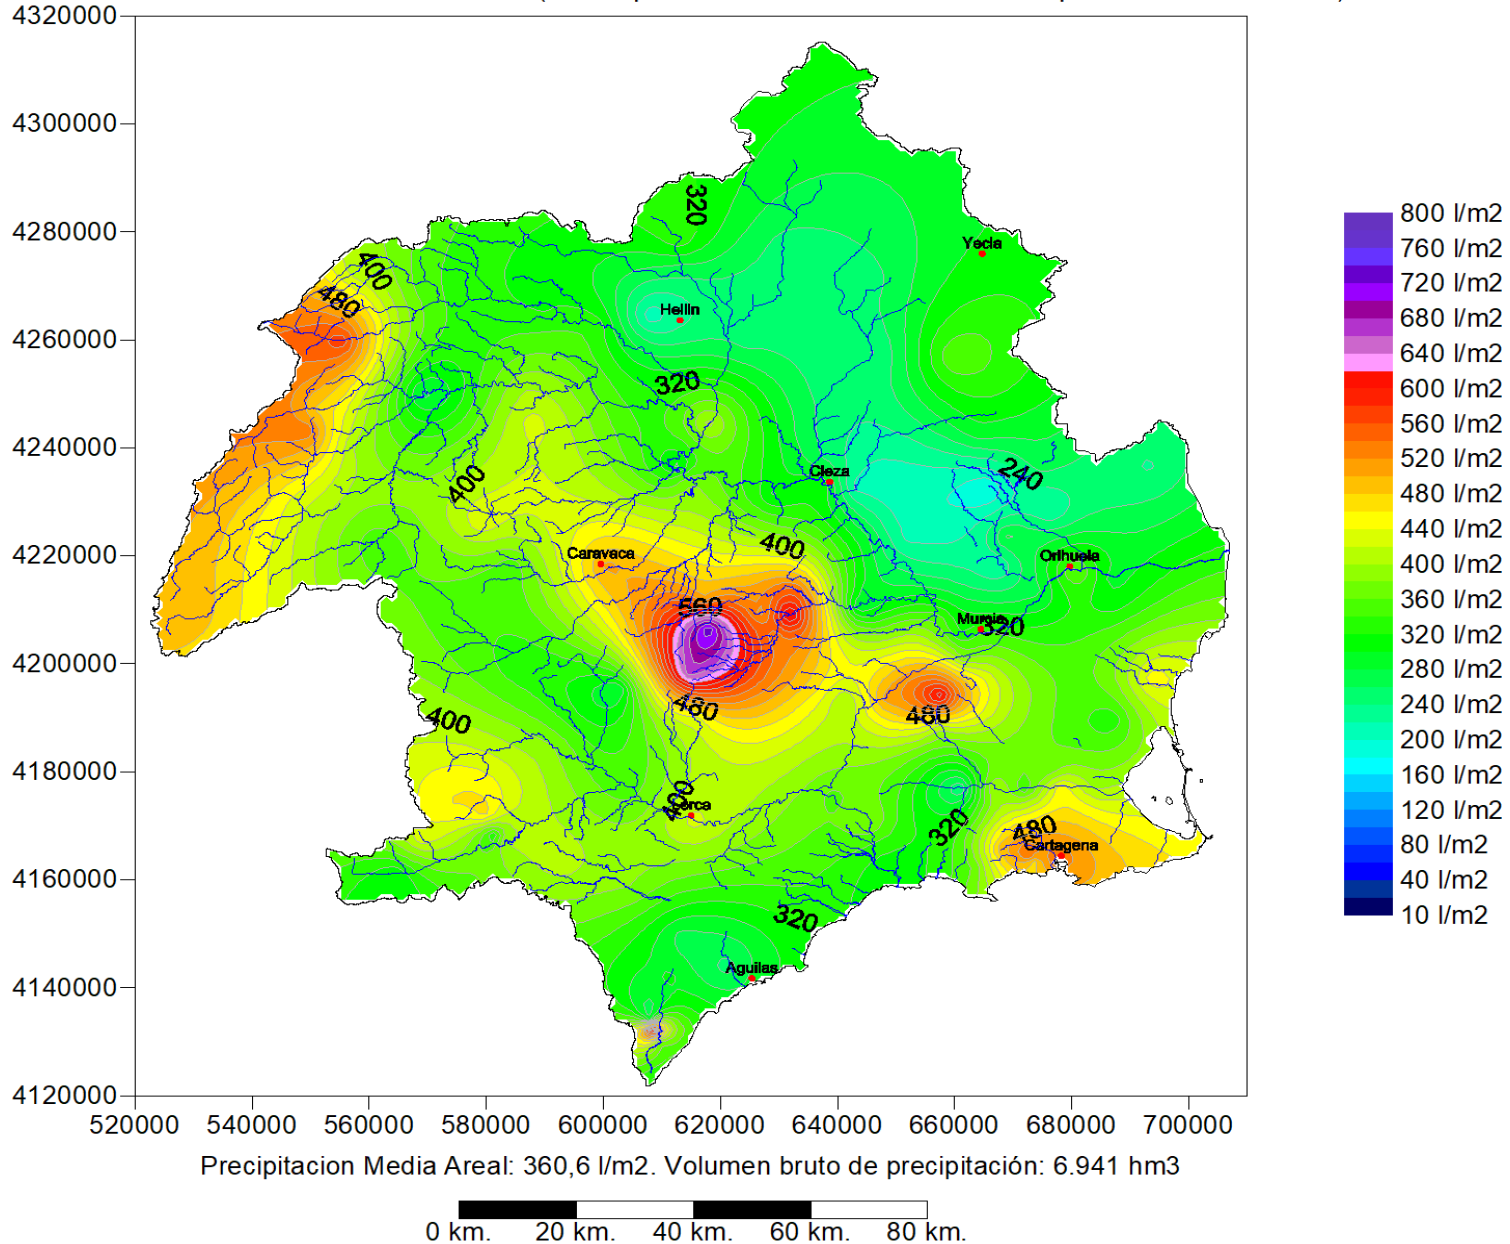 4320000
4300000
4280000
4260000
4240000
4220000
4200000
4180000
4160000
4140000
4120000
520000 540000 560000 580000 600000 620000 640000 660000 680000 700000
320
Yecla
400
480
Hellin
320
Cieza
240
400
400
Caravaca
Orihuela
560
Murcia
320
480
480
400
400
Lorca
320
480
Cartagena
320
Aguilas
800 l/m2
760 l/m2
720 l/m2
680 l/m2
640 l/m2
600 l/m2
560 l/m2
520 l/m2
480 l/m2
440 l/m2
400 l/m2
360 l/m2
320 l/m2
280 l/m2
240 l/m2
200 l/m2
160 l/m2
120 l/m2
80 l/m2
40 l/m2
10 l/m2
Precipitacion Media Areal: 360,6 l/m2. Volumen bruto de precipitación: 6.941 hm3
0 km. 20 km. 40 km. 60 km. 80 km.